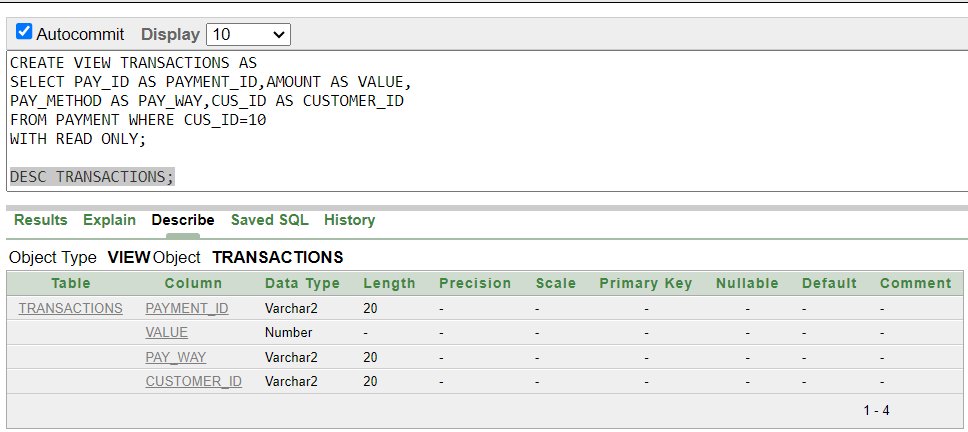 Autocommit Display 10
CREATE VIEW TRANSACTIONS AS
SELECT PAY_ID AS PAYMENT_ID,AMOUNT AS VALUE,
PAY_METHOD AS PAY_WAY,CUS_ID AS CUSTOMER_ID
FROM PAYMENT WHERE CUS_ID=10
WITH READ ONLY;
DESC TRANSACTIONS;
Results Explain Describe Saved SQL History
Object Type VIEW Object TRANSACTIONS
Table Column Data Type Length Precision Scale Primary Key Nullable Default Comment
TRANSACTIONS PAYMENT_ID Varchar2 20 - - - - - -
VALUE Number - - - - - - -
PAY_WAY Varchar2 20 - - - - - -
CUSTOMER_ID Varchar2 20 - - - - - -
1 - 4